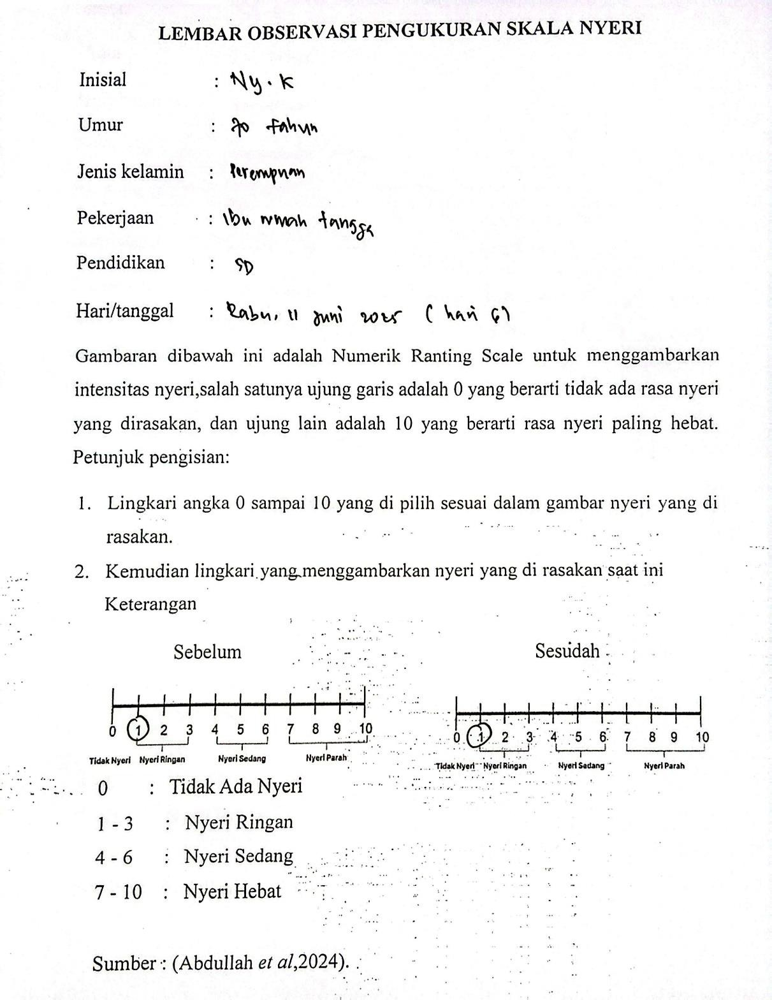 LEMBAR OBSERVASI PENGUKURAN SKALA NYERI
Inisial : Ny. K
Umur : 70 tahun
Jenis kelamin : Perempuan
Pekerjaan : Ibu rumah tangga
Pendidikan : SD
Hari/tanggal : Rabu, 11 Juni 2025 ( hari 6)
Gambaran dibawah ini adalah Numerik Ranting Scale untuk menggambarkan
intensitas nyeri,salah satunya ujung garis adalah 0 yang berarti tidak ada rasa nyeri
yang dirasakan, dan ujung lain adalah 10 yang berarti rasa nyeri paling hebat.
Petunjuk pengisian:
1. Lingkari angka 0 sampai 10 yang di pilih sesuai dalam gambar nyeri yang di
rasakan.
2. Kemudian lingkari yang menggambarkan nyeri yang di rasakan saat ini
Keterangan
Sebelum
0 1 2 3 4 5 6 7 8 9 10
Tidak Nyeri Nyeri Ringan Nyeri Sedang Nyeri Parah
Sesudah
0 1 2 3 4 5 6 7 8 9 10
Tidak Nyeri Nyeri Ringan Nyeri Sedang Nyeri Parah
0 : Tidak Ada Nyeri
1 - 3 : Nyeri Ringan
4 - 6 : Nyeri Sedang
7 - 10 : Nyeri Hebat
Sumber : (Abdullah et al,2024).